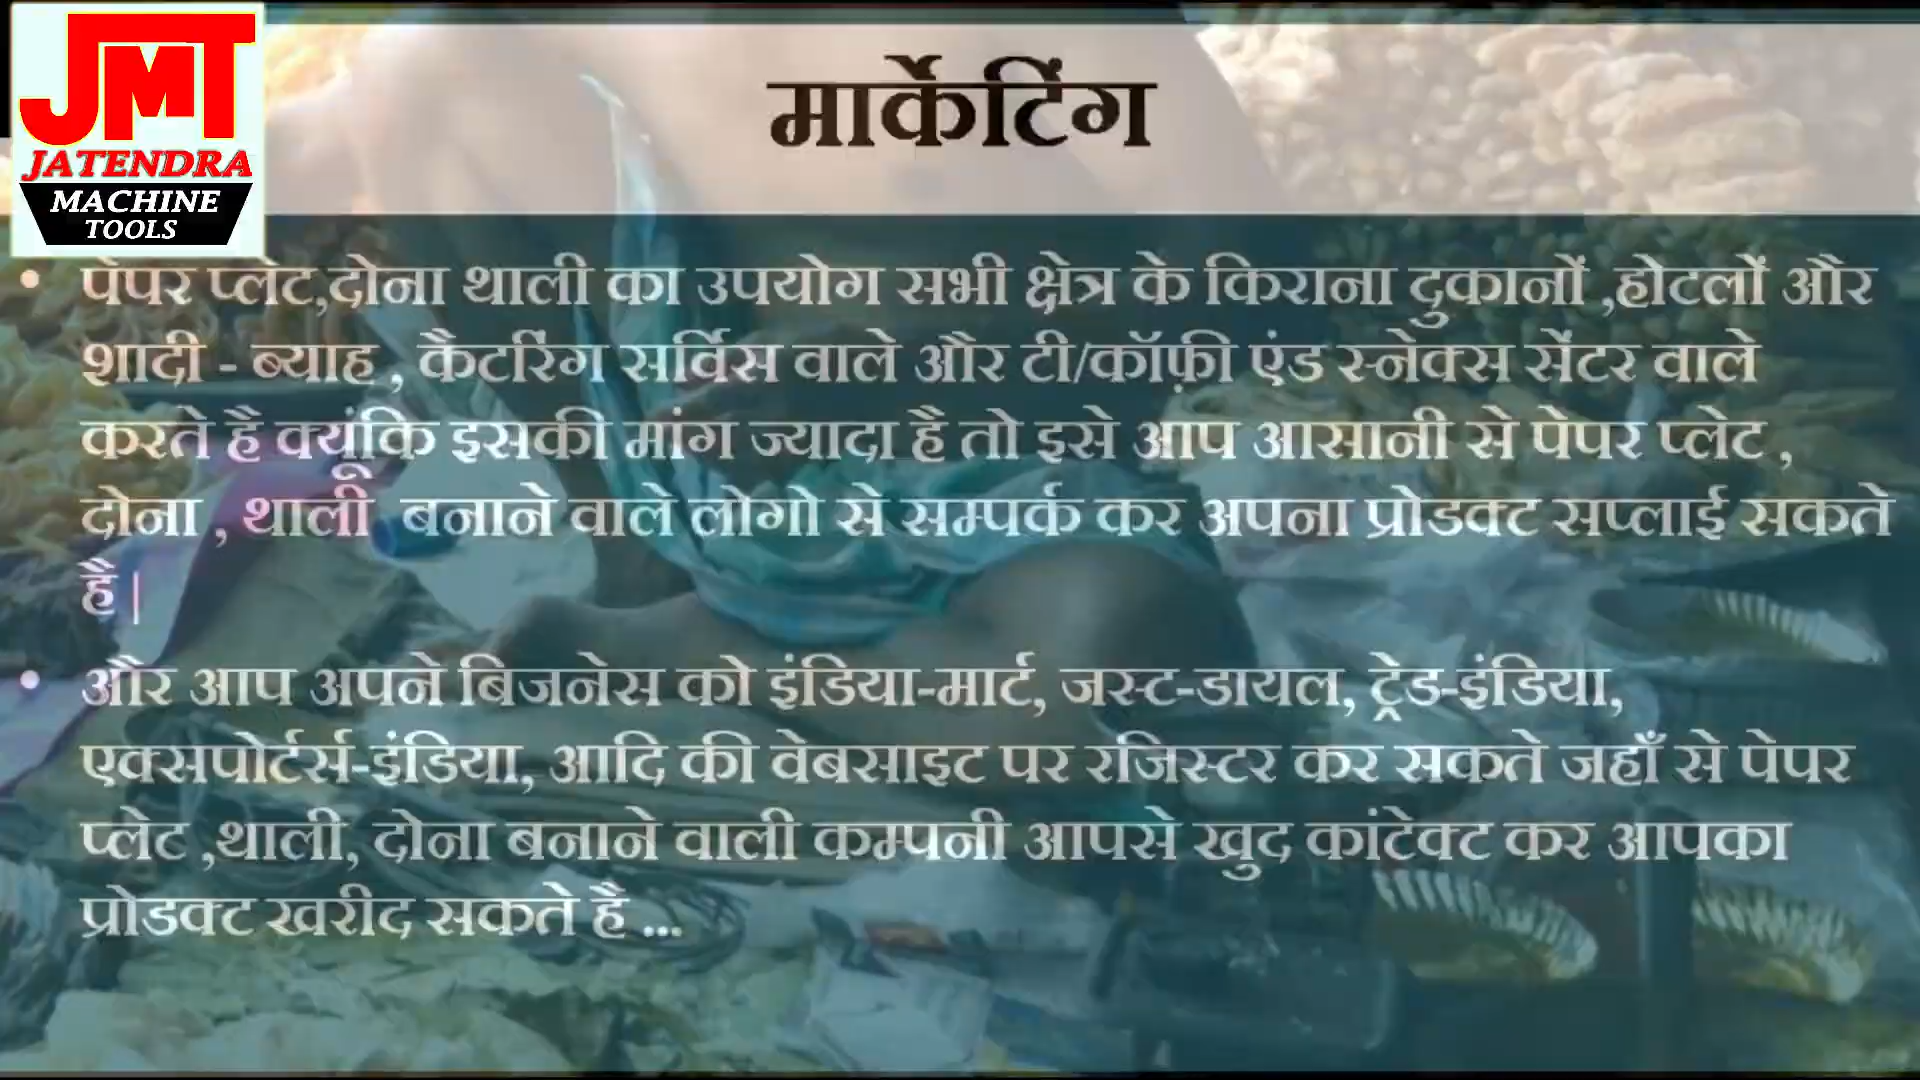 JMT
JATENDRA
MACHINE
TOOLS
मार्केटिंग
• पेपर प्लेट,दोना थाली का उपयोग सभी क्षेत्र के किराना दुकानों ,होटलों और
शादी - ब्याह , कैटरिंग सर्विस वाले और टी/कॉफ़ी एंड स्नेक्स सेंटर वाले
करते है क्यूंकि इसकी मांग ज्यादा है तो इसे आप आसानी से पेपर प्लेट ,
दोना , थाली बनाने वाले लोगो से सम्पर्क कर अपना प्रोडक्ट सप्लाई सकते
है |
• और आप अपने बिजनेस को इंडिया-मार्ट, जस्ट-डायल, ट्रेड-इंडिया,
एक्सपोर्टर्स-इंडिया, आदि की वेबसाइट पर रजिस्टर कर सकते जहाँ से पेपर
प्लेट ,थाली, दोना बनाने वाली कम्पनी आपसे खुद कांटेक्ट कर आपका
प्रोडक्ट खरीद सकते है ...